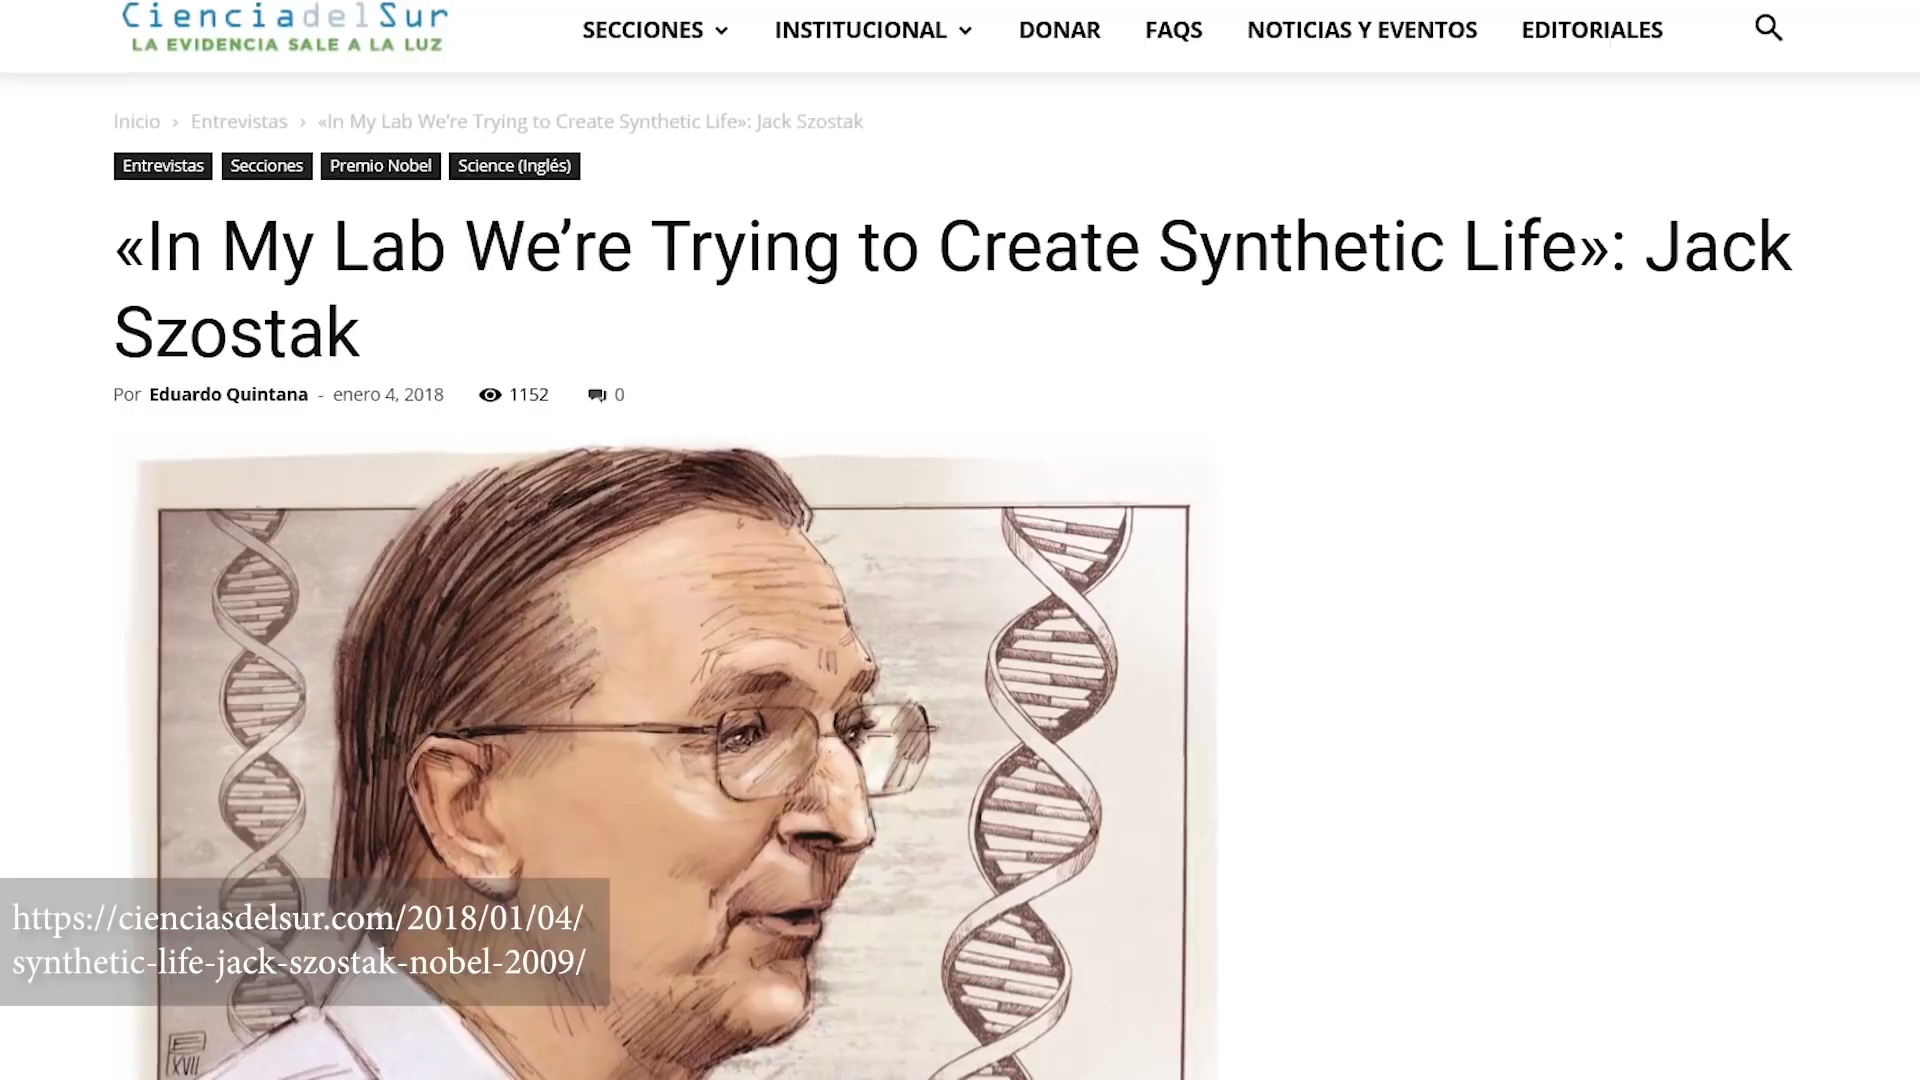 CienciadelSur
LA EVIDENCIA SALE A LA LUZ
SECCIONES INSTITUCIONAL DONAR FAQS NOTICIAS Y EVENTOS EDITORIALES
Inicio › Entrevistas › «In My Lab We’re Trying to Create Synthetic Life»: Jack Szostak
Entrevistas Secciones Premio Nobel Science (Inglés)
«In My Lab We’re Trying to Create Synthetic Life»: Jack
Szostak
Por Eduardo Quintana - enero 4, 2018 1152 0
https://cienciasdelsur.com/2018/01/04/
synthetic-life-jack-szostak-nobel-2009/
E
XVII